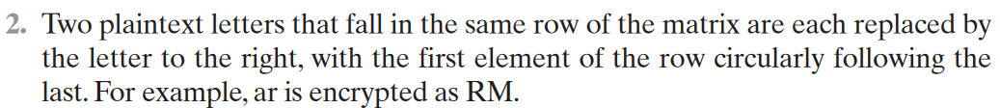 2. Two plaintext letters that fall in the same row of the matrix are each replaced by
the letter to the right, with the first element of the row circularly following the
last. For example, ar is encrypted as RM.